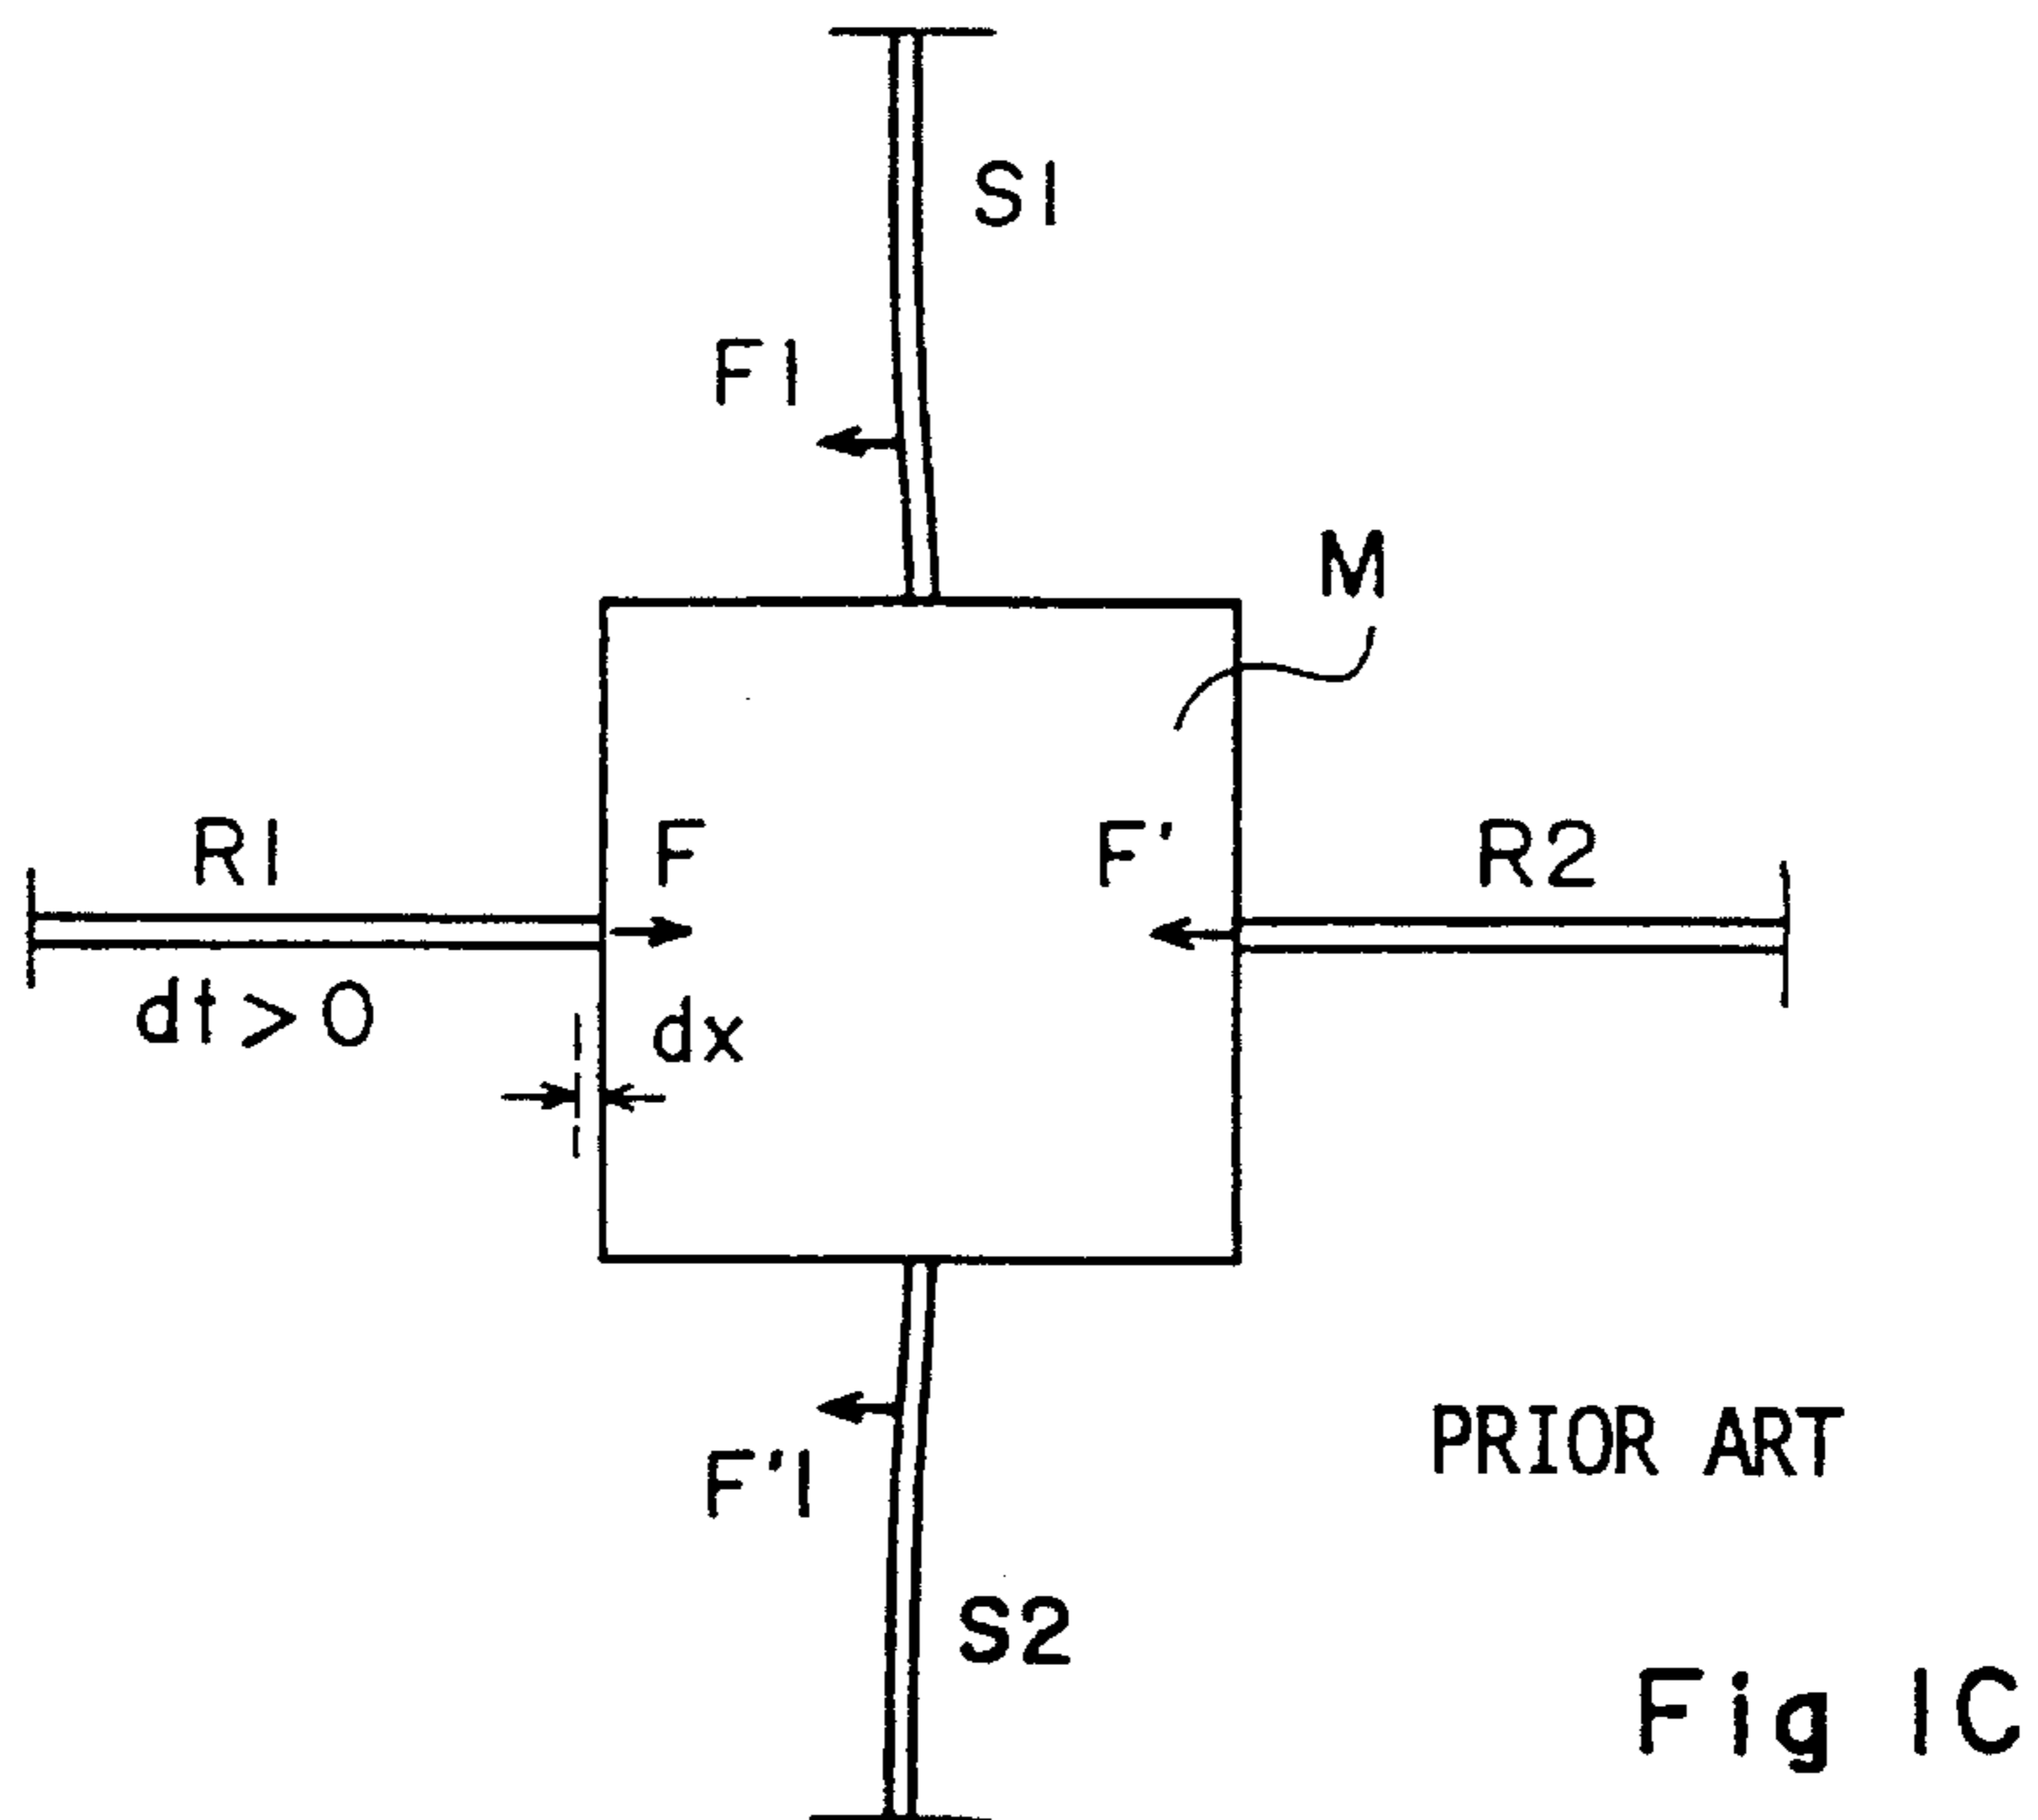 S1
F1
M
R1
F
F'
R2
dt>0
dx
F'1
PRIOR ART
S2
Fig 1C